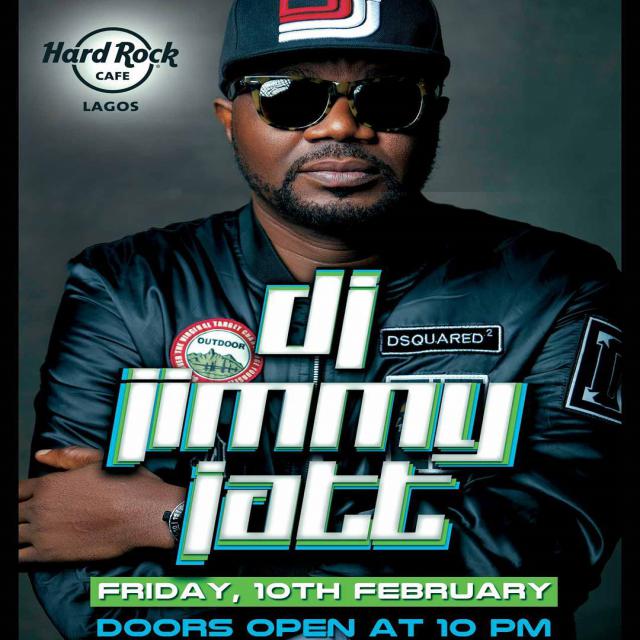 Hard Rock
CAFE
LAGOS
OUTDOOR
DSQUARED²
dj
jimmy
jatt
FRIDAY, 10TH FEBRUARY
DOORS OPEN AT 10 PM